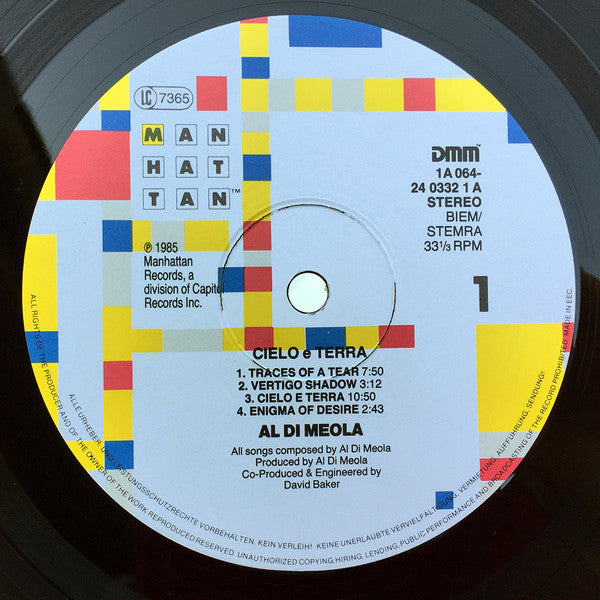 LC 7365
MAN
HAT
TAN™
℗ 1985
Manhattan
Records, a
division of Capitol
Records Inc.
DMM™
1A 064-
24 0332 1 A
STEREO
BIEM/
STEMRA
33 1/3 RPM
1
CIELO e TERRA
1. TRACES OF A TEAR 7:50
2. VERTIGO SHADOW 3:12
3. CIELO E TERRA 10:50
4. ENIGMA OF DESIRE 2:43
AL DI MEOLA
All songs composed by Al Di Meola
Produced by Al Di Meola
Co-Produced & Engineered by
David Baker
ALLE URHEBER- UND LEISTUNGSSCHUTZRECHTE VORBEHALTEN. KEIN VERLEIH! KEINE UNERLAUBTE VERVIELFALTIGUNG, VERMIETUNG, AUFFUHRUNG, SENDUNG!
ALL RIGHTS OF THE PRODUCER AND OF THE OWNER OF THE WORK REPRODUCED RESERVED. UNAUTHORIZED COPYING, HIRING, LENDING, PUBLIC PERFORMANCE AND BROADCASTING OF THE RECORD PROHIBITED. MADE IN EEC.